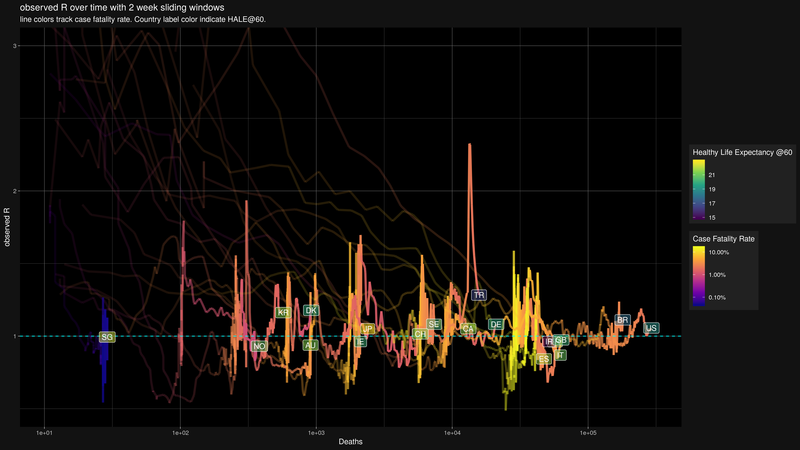 observed R over time with 2 week sliding windows
line colors track case fatality rate. Country label color indicate HALE@60.
3
2
1
observed R
SG
NO
KR
DK
AU
JP
IE
CH
SE
CA
TR
DE
IR
GB
ES
IT
BR
US
1e+01
1e+02
1e+03
1e+04
1e+05
Deaths
Healthy Life Expectancy @60
21
19
17
15
Case Fatality Rate
10.00%
1.00%
0.10%